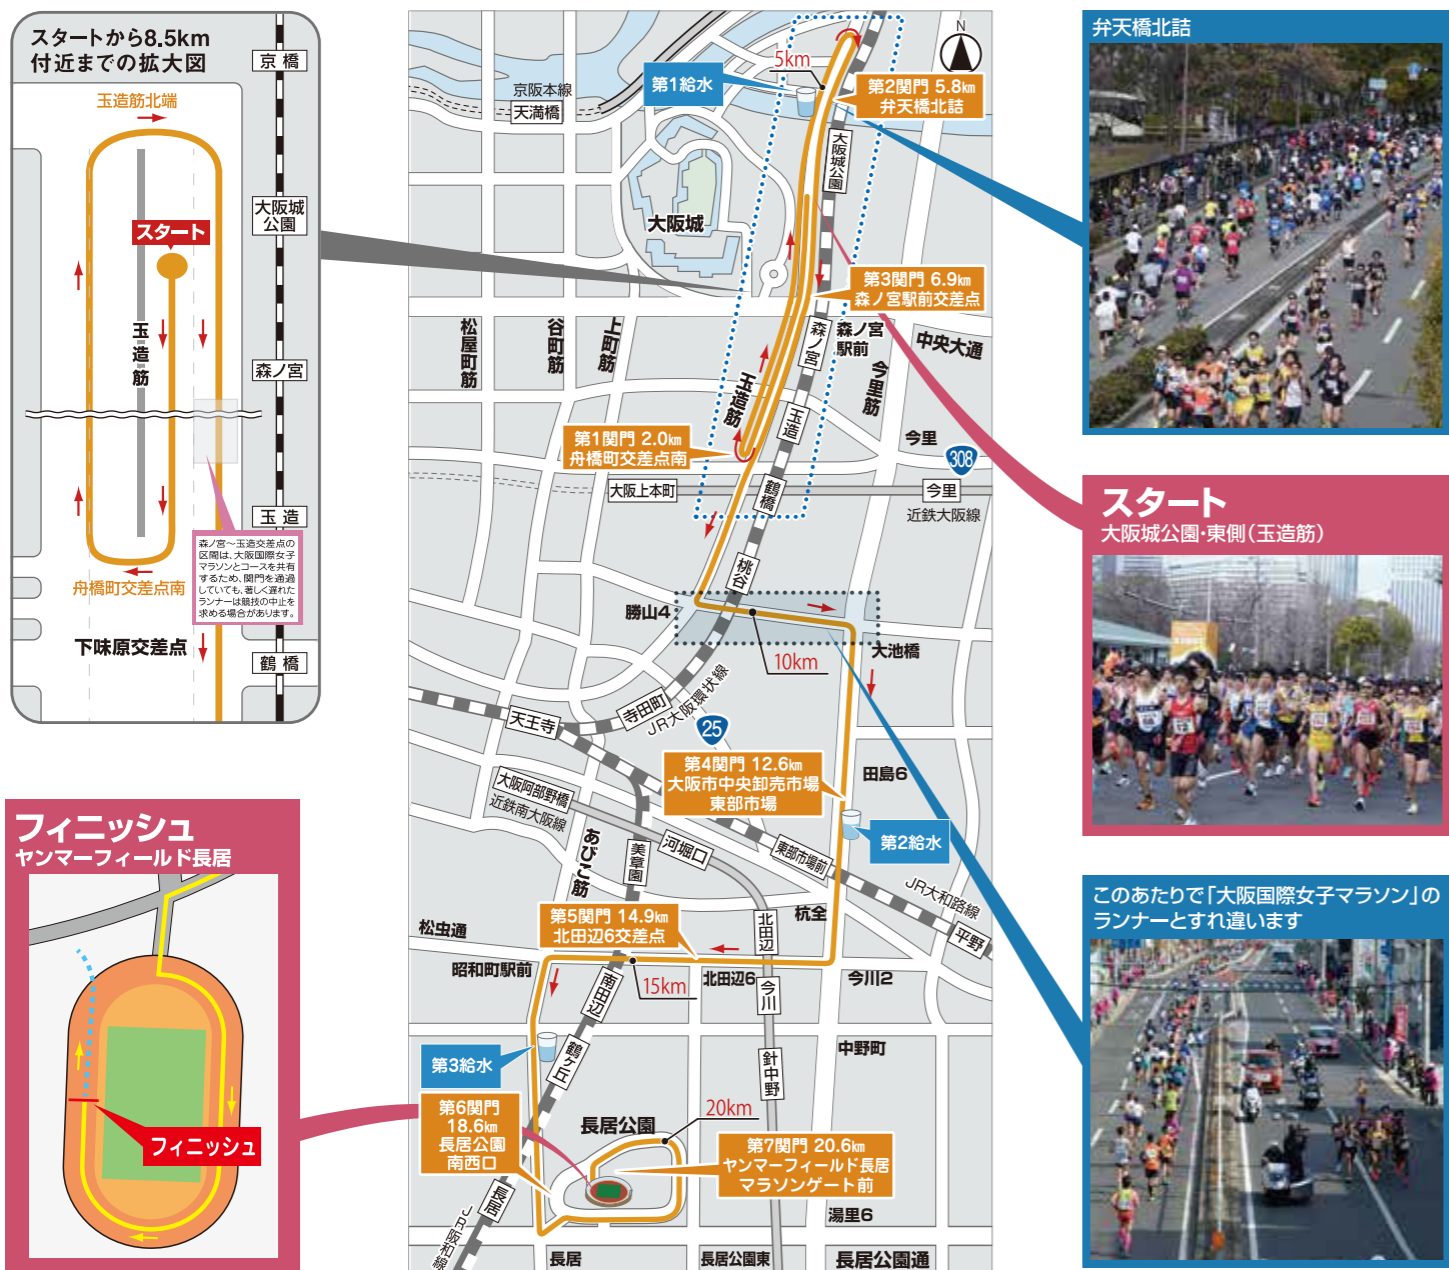 スタートから8.5km
付近までの拡大図
玉造筋北端
スタート
玉造筋
舟橋町交差点南
下味原交差点
京橋
大阪城
公園
森ノ宮
玉造
鶴橋
森ノ宮〜玉造交差点の
区間は、大阪国際女子
マラソンとコースを共有
するため、関門を通過
していても、著しく遅れた
ランナーは競技の中止を
求める場合があります。
フィニッシュ
ヤンマーフィールド長居
フィニッシュ
N
5km
第1給水
第2関門 5.8km
弁天橋北詰
京阪本線
天満橋
大阪城公園
大阪城
第3関門 6.9km
森ノ宮駅前交差点
松屋町筋
谷町筋
上町筋
森ノ宮
森ノ宮
駅前
中央大通
今里筋
玉造筋
玉造
第1関門 2.0km
舟橋町交差点南
今里
308
大阪上本町
鶴橋
今里
近鉄大阪線
桃谷
勝山4
10km
大池橋
寺田町
JR大阪環状線
天王寺
25
第4関門 12.6km
大阪市中央卸売市場
東部市場
田島6
大阪阿部野橋
近鉄南大阪線
第2給水
あびこ筋
美章園
河堀口
東部市場前
JR大和路線
平野
第5関門 14.9km
北田辺6交差点
北田辺
杭全
松虫通
昭和町駅前
15km
北田辺6
今川2
南田辺
今川
第3給水
鶴ケ丘
中野町
針中野
第6関門
18.6km
長居公園
南西口
長居公園
20km
第7関門 20.6km
ヤンマーフィールド長居
マラソンゲート前
長居
JR阪和線
湯里6
長居
長居公園東
長居公園通
弁天橋北詰
スタート
大阪城公園・東側（玉造筋）
このあたりで「大阪国際女子マラソン」の
ランナーとすれ違います